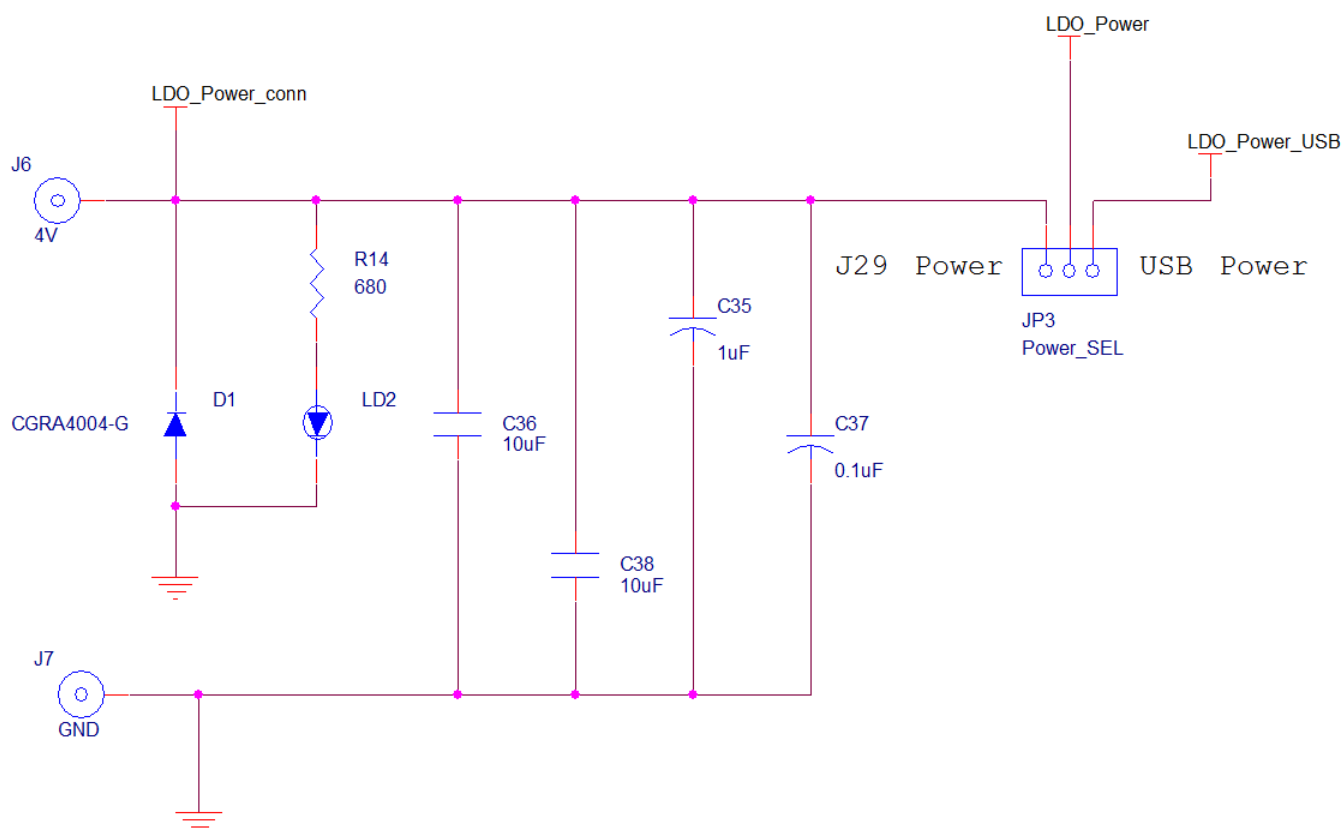 LDO_Power
LDO_Power_conn
LDO_Power_USB
J6
4V
R14
680
J29 Power
USB Power
JP3
Power_SEL
C35
1uF
CGRA4004-G
D1
LD2
C36
10uF
C37
0.1uF
C38
10uF
J7
GND